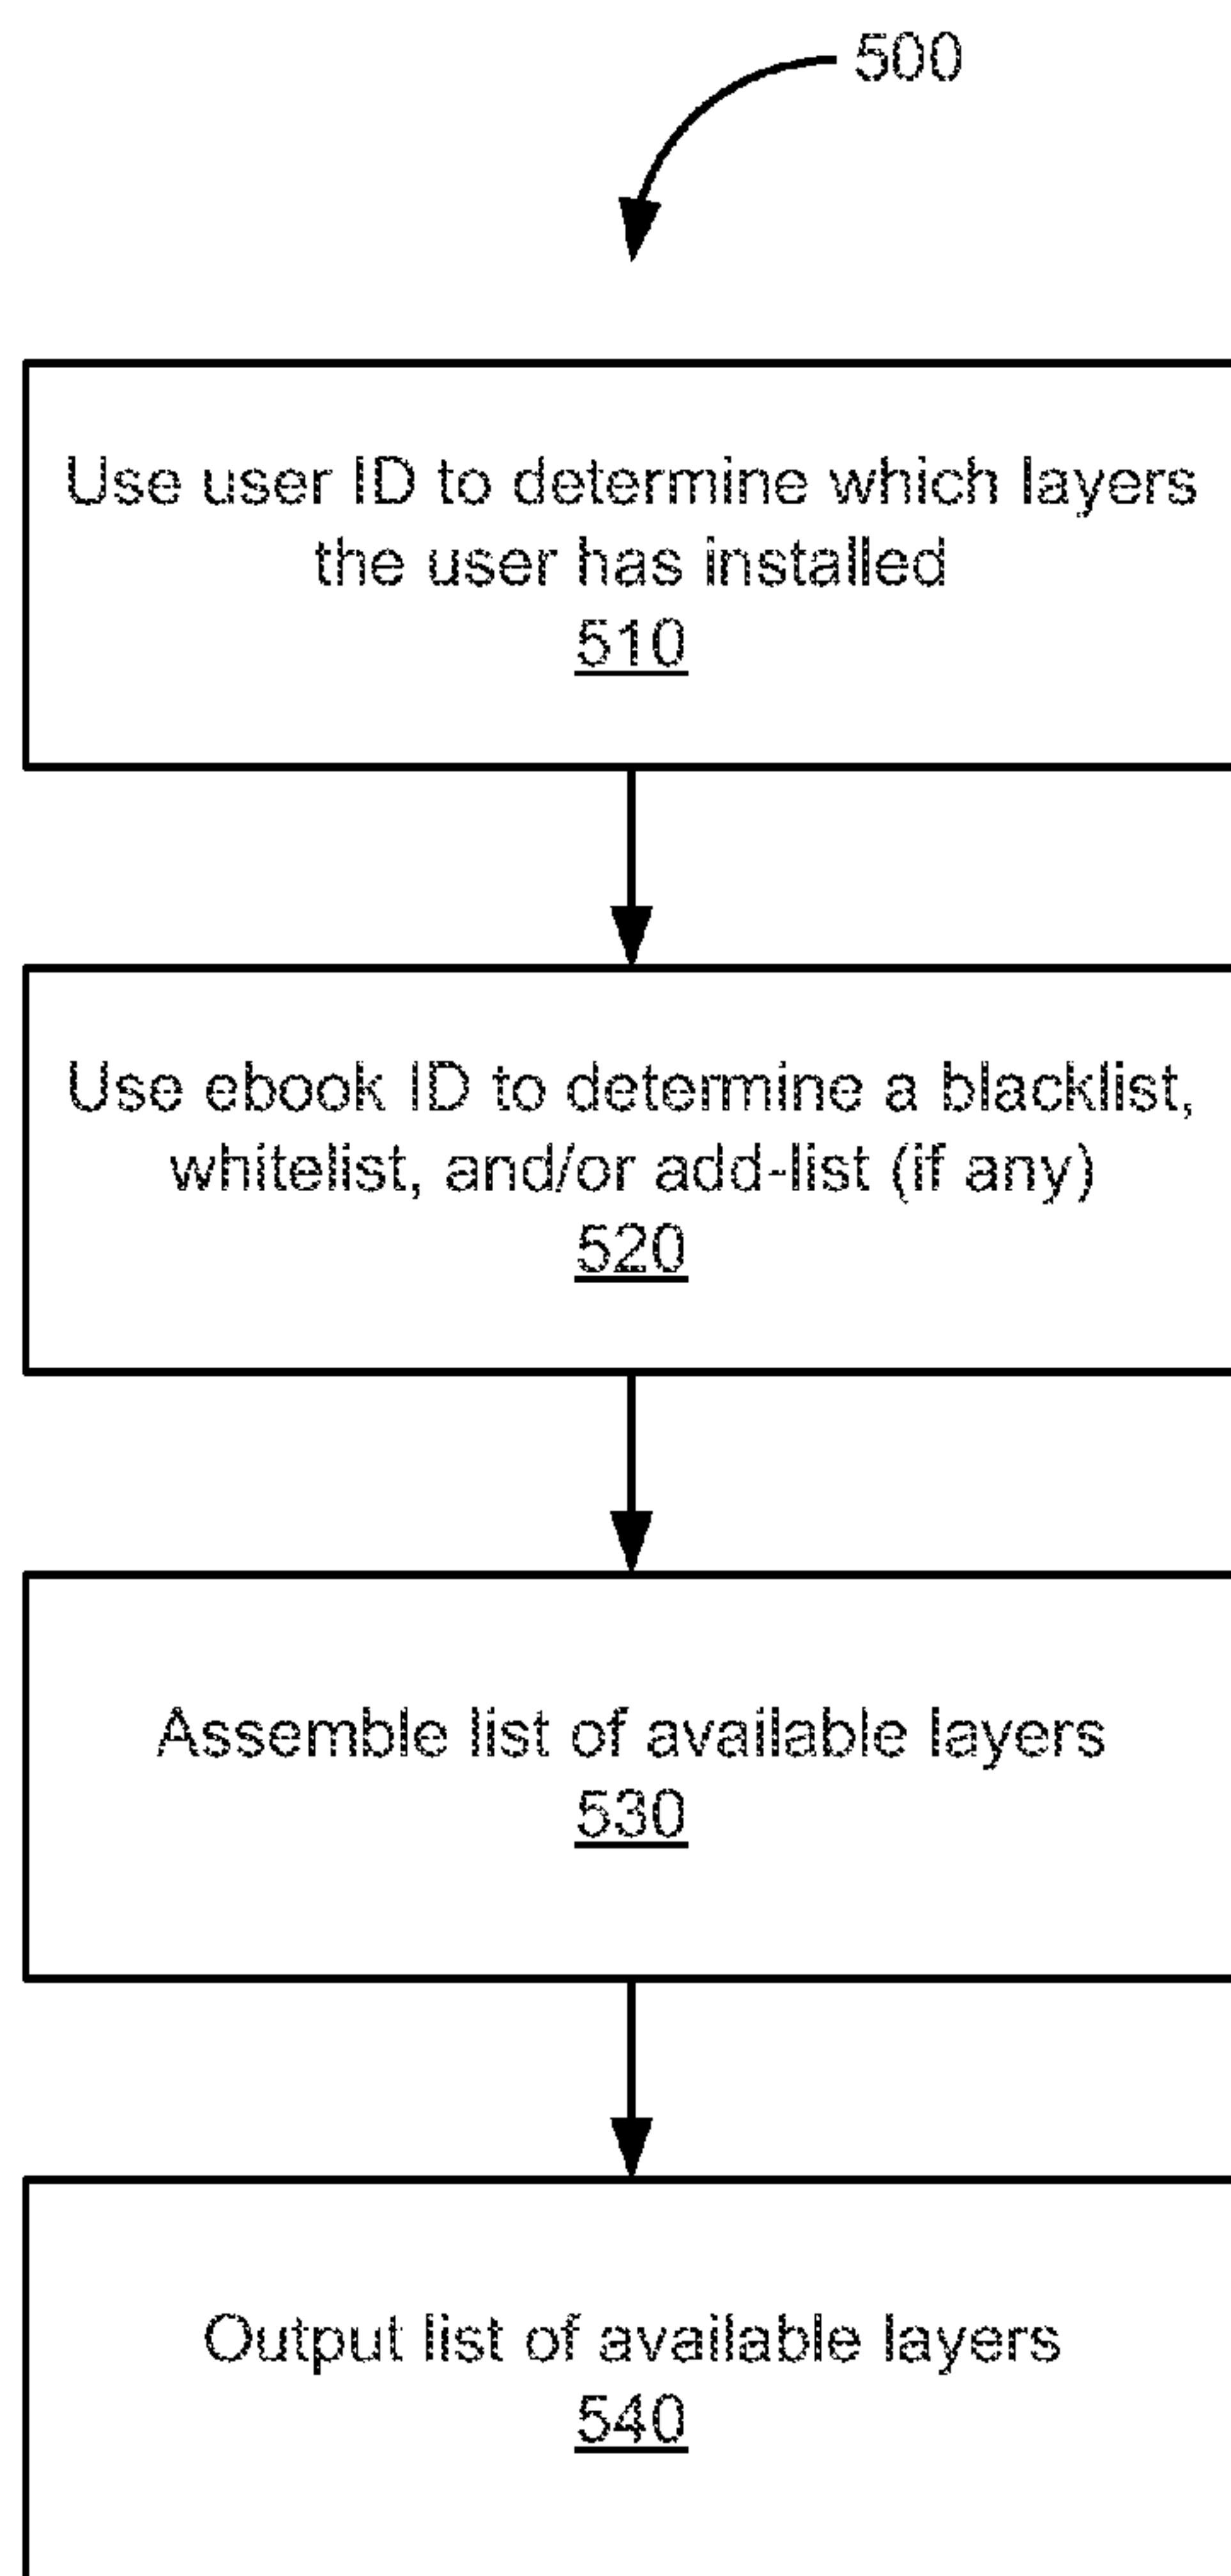 500
Use user ID to determine which layers
the user has installed
510
Use ebook ID to determine a blacklist,
whitelist, and/or add-list (if any)
520
Assemble list of available layers
530
Output list of available layers
540